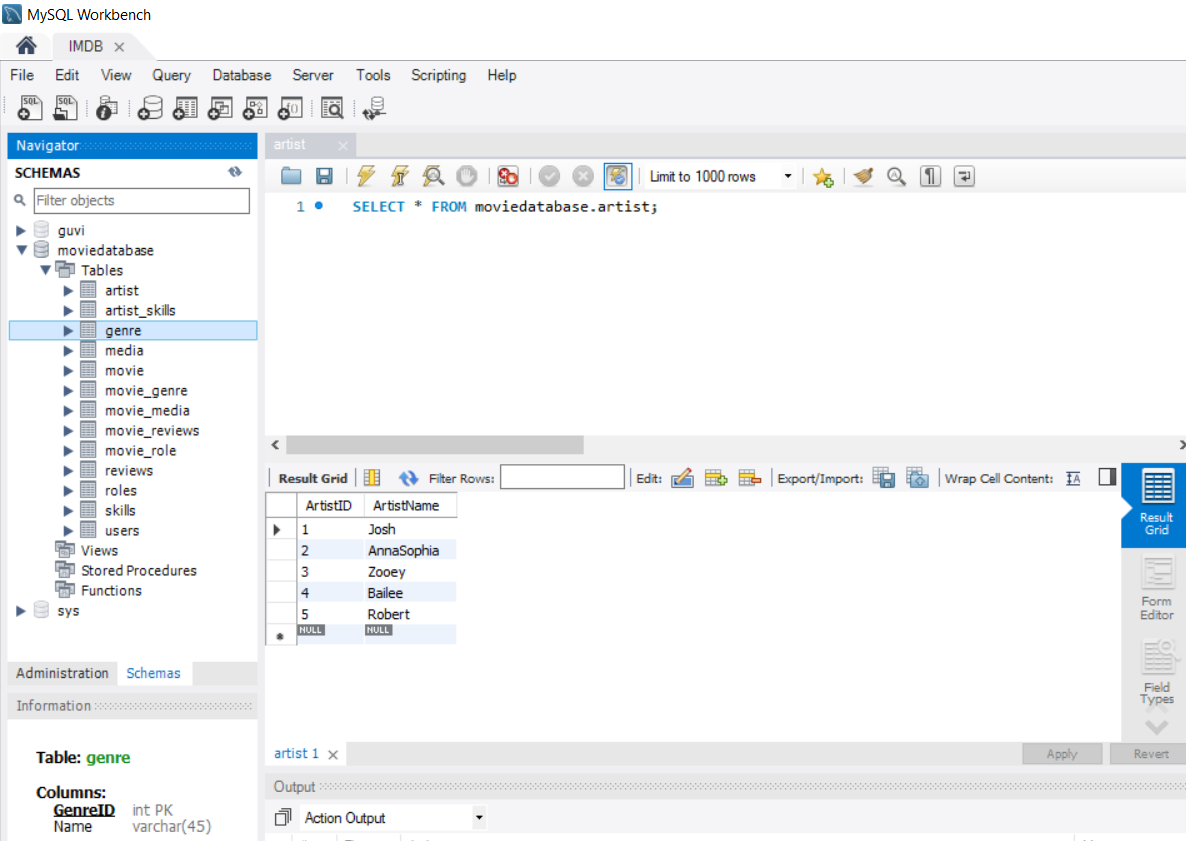 MySQL Workbench
IMDB
File Edit View Query Database Server Tools Scripting Help
SQL SQL
Navigator
SCHEMAS
Filter objects
guvi
moviedatabase
Tables
artist
artist_skills
genre
media
movie
movie_genre
movie_media
movie_reviews
movie_role
reviews
roles
skills
users
Views
Stored Procedures
Functions
sys
Administration Schemas
Information
Table: genre
Columns:
GenreID int PK
Name varchar(45)
artist
Limit to 1000 rows
1 SELECT * FROM moviedatabase.artist;
Result Grid Filter Rows: Edit: Export/Import: Wrap Cell Content:
ArtistID ArtistName
1 Josh
2 AnnaSophia
3 Zooey
4 Bailee
5 Robert
NULL NULL
Result
Grid
Form
Editor
Field
Types
artist 1
Apply Revert
Output
Action Output